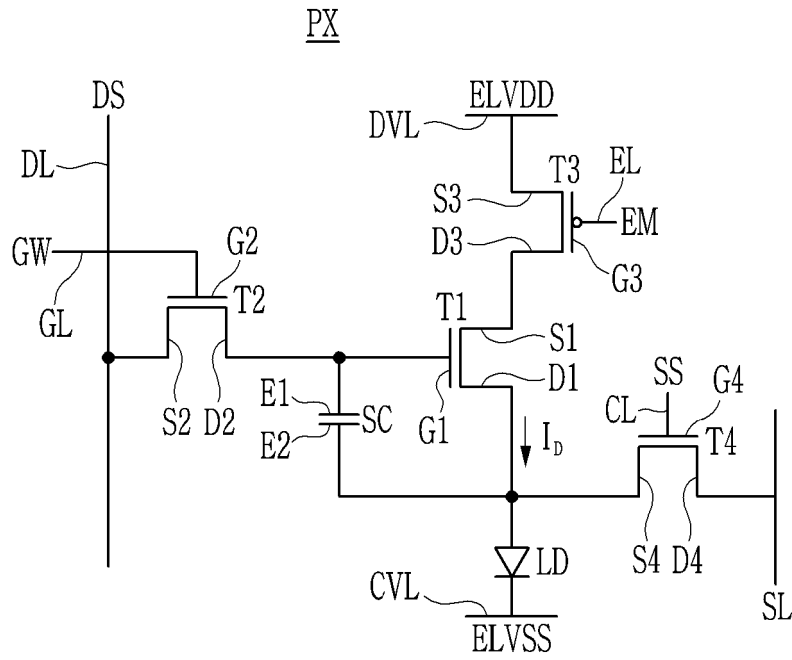 PX
DS
ELVDD
DVL
DL
T3
EL
S3
EM
GW
G2
D3
G3
GL
T2
T1
S1
SS
G4
E1
D1
CL
S2
D2
SC
G1
T4
E2
I_D
S4
D4
LD
CVL
SL
ELVSS